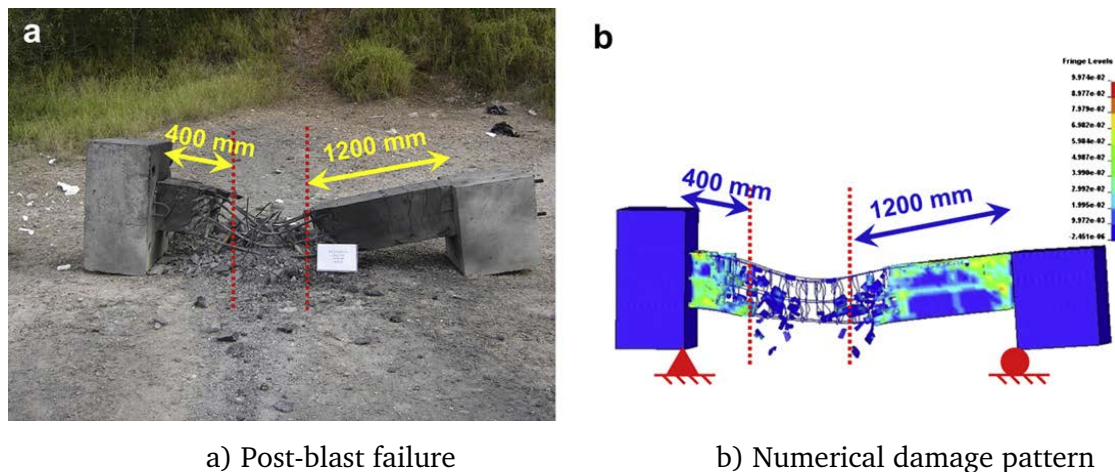 a
400 mm
1200 mm
b
Fringe Levels
9.974e-02
8.977e-02
7.979e-02
6.982e-02
5.984e-02
4.987e-02
3.990e-02
2.992e-02
1.995e-02
9.972e-03
-2.451e-06
400 mm
1200 mm
a) Post-blast failure
b) Numerical damage pattern